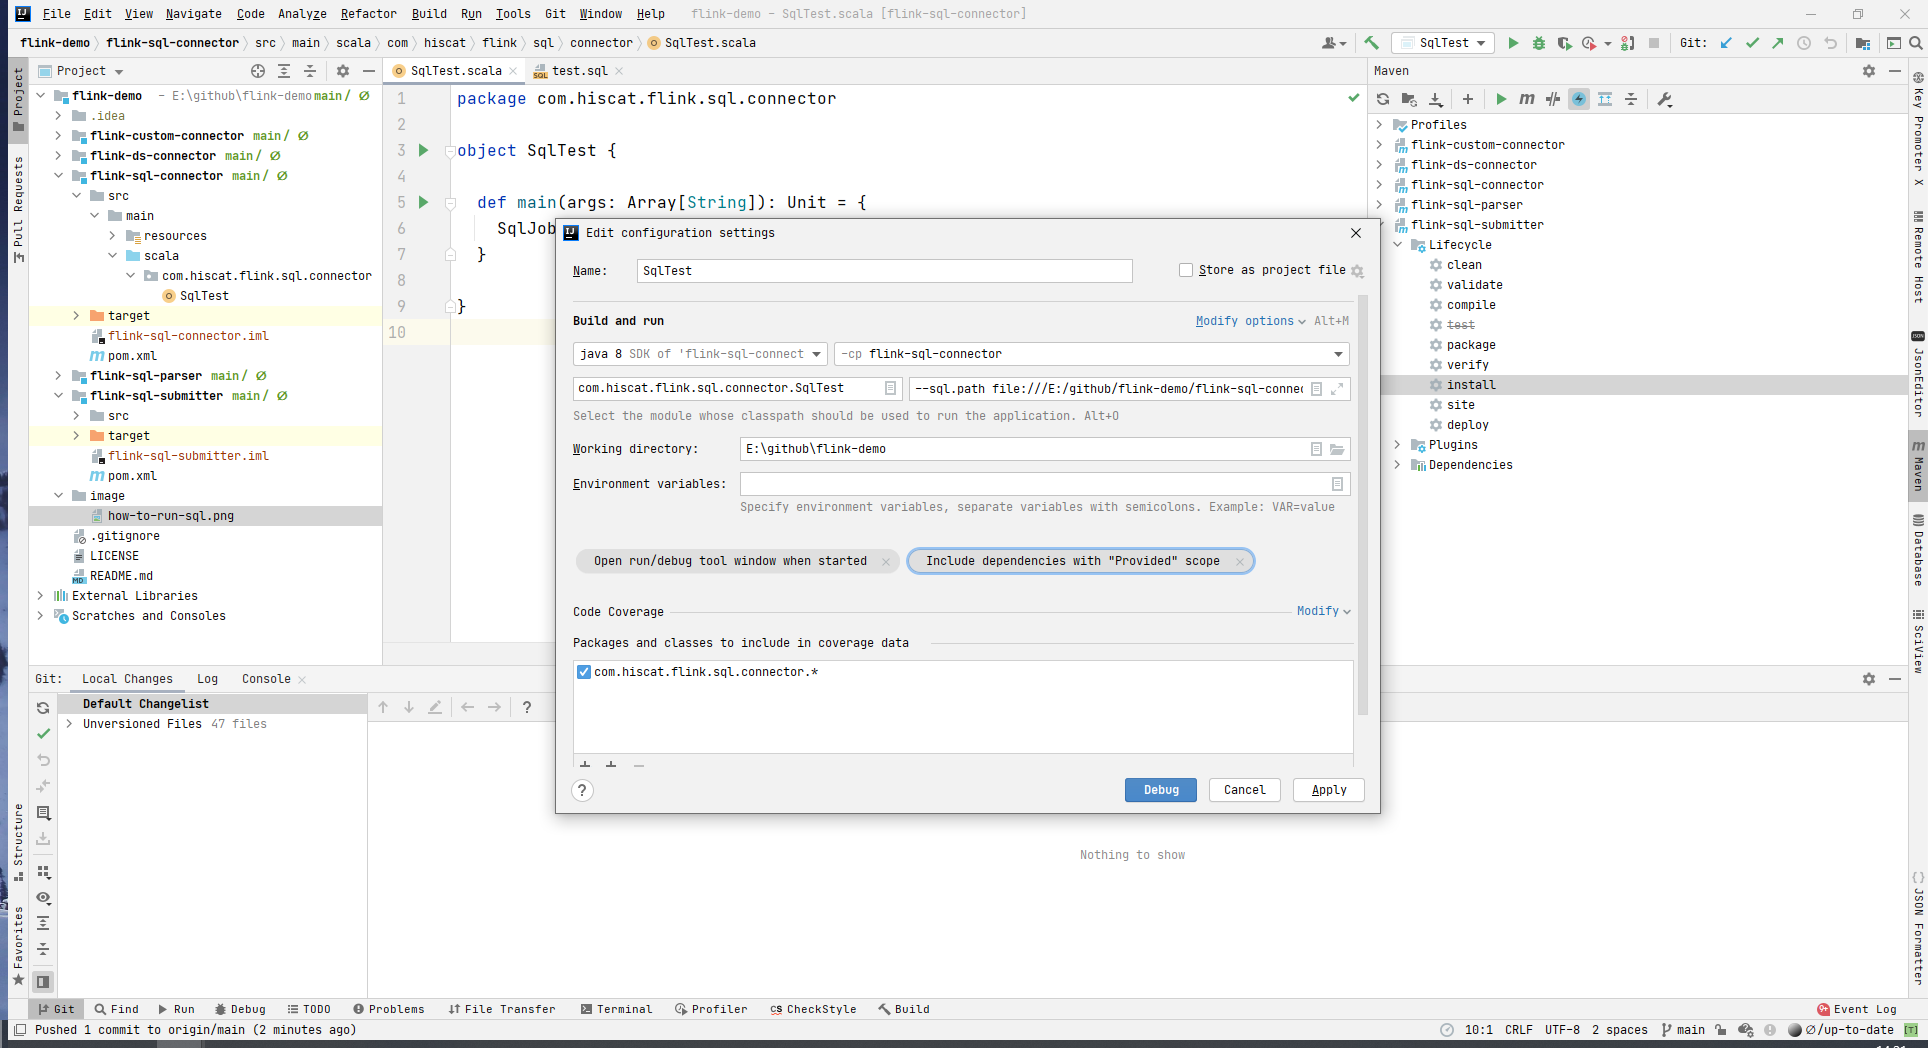 File Edit View Navigate Code Analyze Refactor Build Run Tools Git Window Help flink-demo – SqlTest.scala [flink-sql-connector]
flink-demo flink-sql-connector src main scala com hiscat flink sql connector SqlTest.scala SqlTest Git:
Project
SqlTest.scala test.sql
Maven
flink-demo – E:\github\flink-demo main / Ø
.idea
flink-custom-connector main / Ø
flink-ds-connector main / Ø
flink-sql-connector main / Ø
src
main
resources
scala
com.hiscat.flink.sql.connector
SqlTest
target
flink-sql-connector.iml
pom.xml
flink-sql-parser main / Ø
flink-sql-submitter main / Ø
src
target
flink-sql-submitter.iml
pom.xml
image
how-to-run-sql.png
.gitignore
LICENSE
README.md
External Libraries
Scratches and Consoles
1 package com.hiscat.flink.sql.connector
2
3 object SqlTest {
4
5 def main(args: Array[String]): Unit = {
6 SqlJob
7 }
8
9 }
10
Profiles
flink-custom-connector
flink-ds-connector
flink-sql-connector
flink-sql-parser
flink-sql-submitter
Lifecycle
clean
validate
compile
test
package
verify
install
site
deploy
Plugins
Dependencies
Edit configuration settings
Name: SqlTest Store as project file
Build and run Modify options Alt+M
java 8 SDK of 'flink-sql-connect -cp flink-sql-connector
com.hiscat.flink.sql.connector.SqlTest --sql.path file:///E:/github/flink-demo/flink-sql-connec
Select the module whose classpath should be used to run the application. Alt+O
Working directory: E:\github\flink-demo
Environment variables:
Specify environment variables, separate variables with semicolons. Example: VAR=value
Open run/debug tool window when started Include dependencies with "Provided" scope
Code Coverage Modify
Packages and classes to include in coverage data
com.hiscat.flink.sql.connector.*
? Debug Cancel Apply
Git: Local Changes Log Console
Default Changelist
Unversioned Files 47 files
Nothing to show
Project
Pull Requests
Structure
Favorites
Key Promoter X
Remote Host
JsonEditor
Maven
Database
SciView
JSON Formatter
Git Find Run Debug TODO Problems File Transfer Terminal Profiler CheckStyle Build Event Log
Pushed 1 commit to origin/main (2 minutes ago) 10:1 CRLF UTF-8 2 spaces main Ø/up-to-date [T]